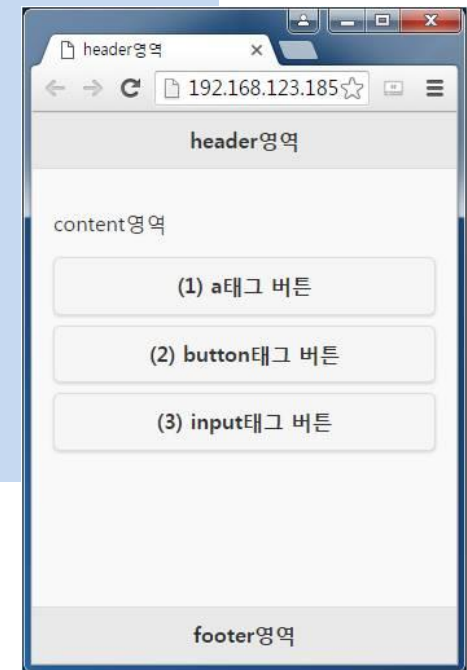 header영역
192.168.123.185
header영역
content영역
(1) a태그 버튼
(2) button태그 버튼
(3) input태그 버튼
footer영역